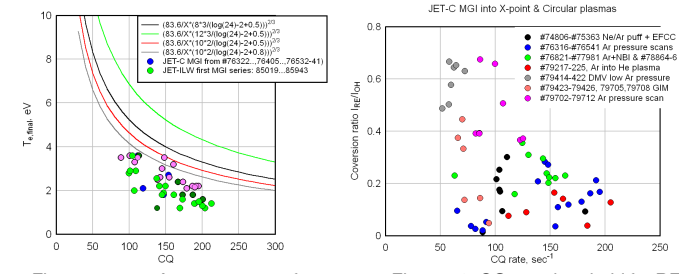 JET-C MGI into X-point & Circular plasmas
10
8
6
4
2
0
T e,final, eV
(83.6/X*(8*3/(log(24)-2+0.5)))^2/3
(83.6/X*(12*3/(log(24)-2+0.5)))^2/3
(83.6/X*(10*2/(log(24)-2+0.5)))^2/3
(83.6/X*(10*2/(log(24)-2+0.8)))^2/3
JET-C MGI from #76322...,76405...,76532-41)
JET-ILW first MGI series: 85019...85943
0 50 100 150 200 250 300
CQ
0.8
0.6
0.4
0.2
0
Coversion ratio I RE/I OH
#74806-#75363 Ne/Ar puff + EFCC
#76316-#76541 Ar pressure scans
#76821-#77981 Ar+NBI & #78864-6
#79217-225, Ar into He plasma
#79414-422 DMV low Ar pressure
#79423-79426, 79705,79708 GIM
#79702-79712 Ar pressure scan
0 50 100 150 200 250
CQ rate, sec-1